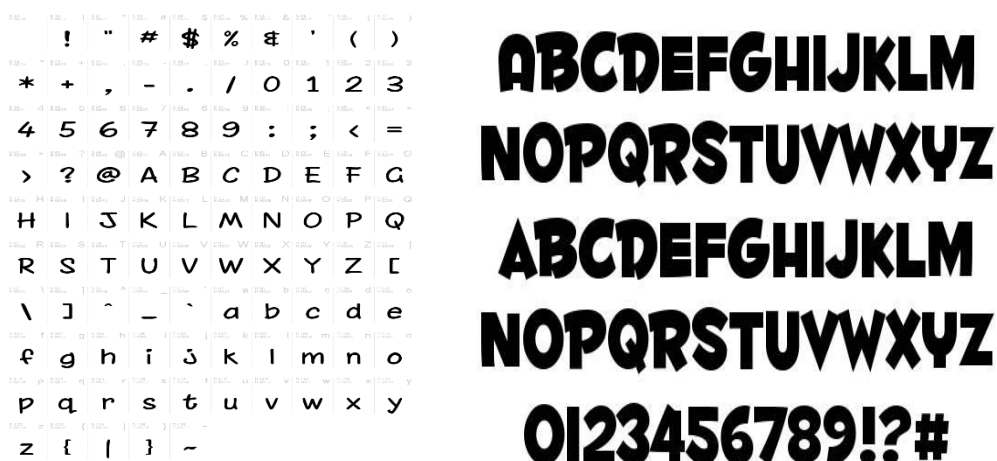 ! " # $ % & ' ( )
* + , - . / 0 1 2 3
4 5 6 7 8 9 : ; < =
> ? @ A B C D E F G
H I J K L M N O P Q
R S T U V W X Y Z [
\ ] ^ _ ` a b c d e
f g h i j k l m n o
p q r s t u v w x y
z { | } ~
ABCDEFGHIJKLM
NOPQRSTUVWXYZ
ABCDEFGHIJKLM
NOPQRSTUVWXYZ
0123456789!?#